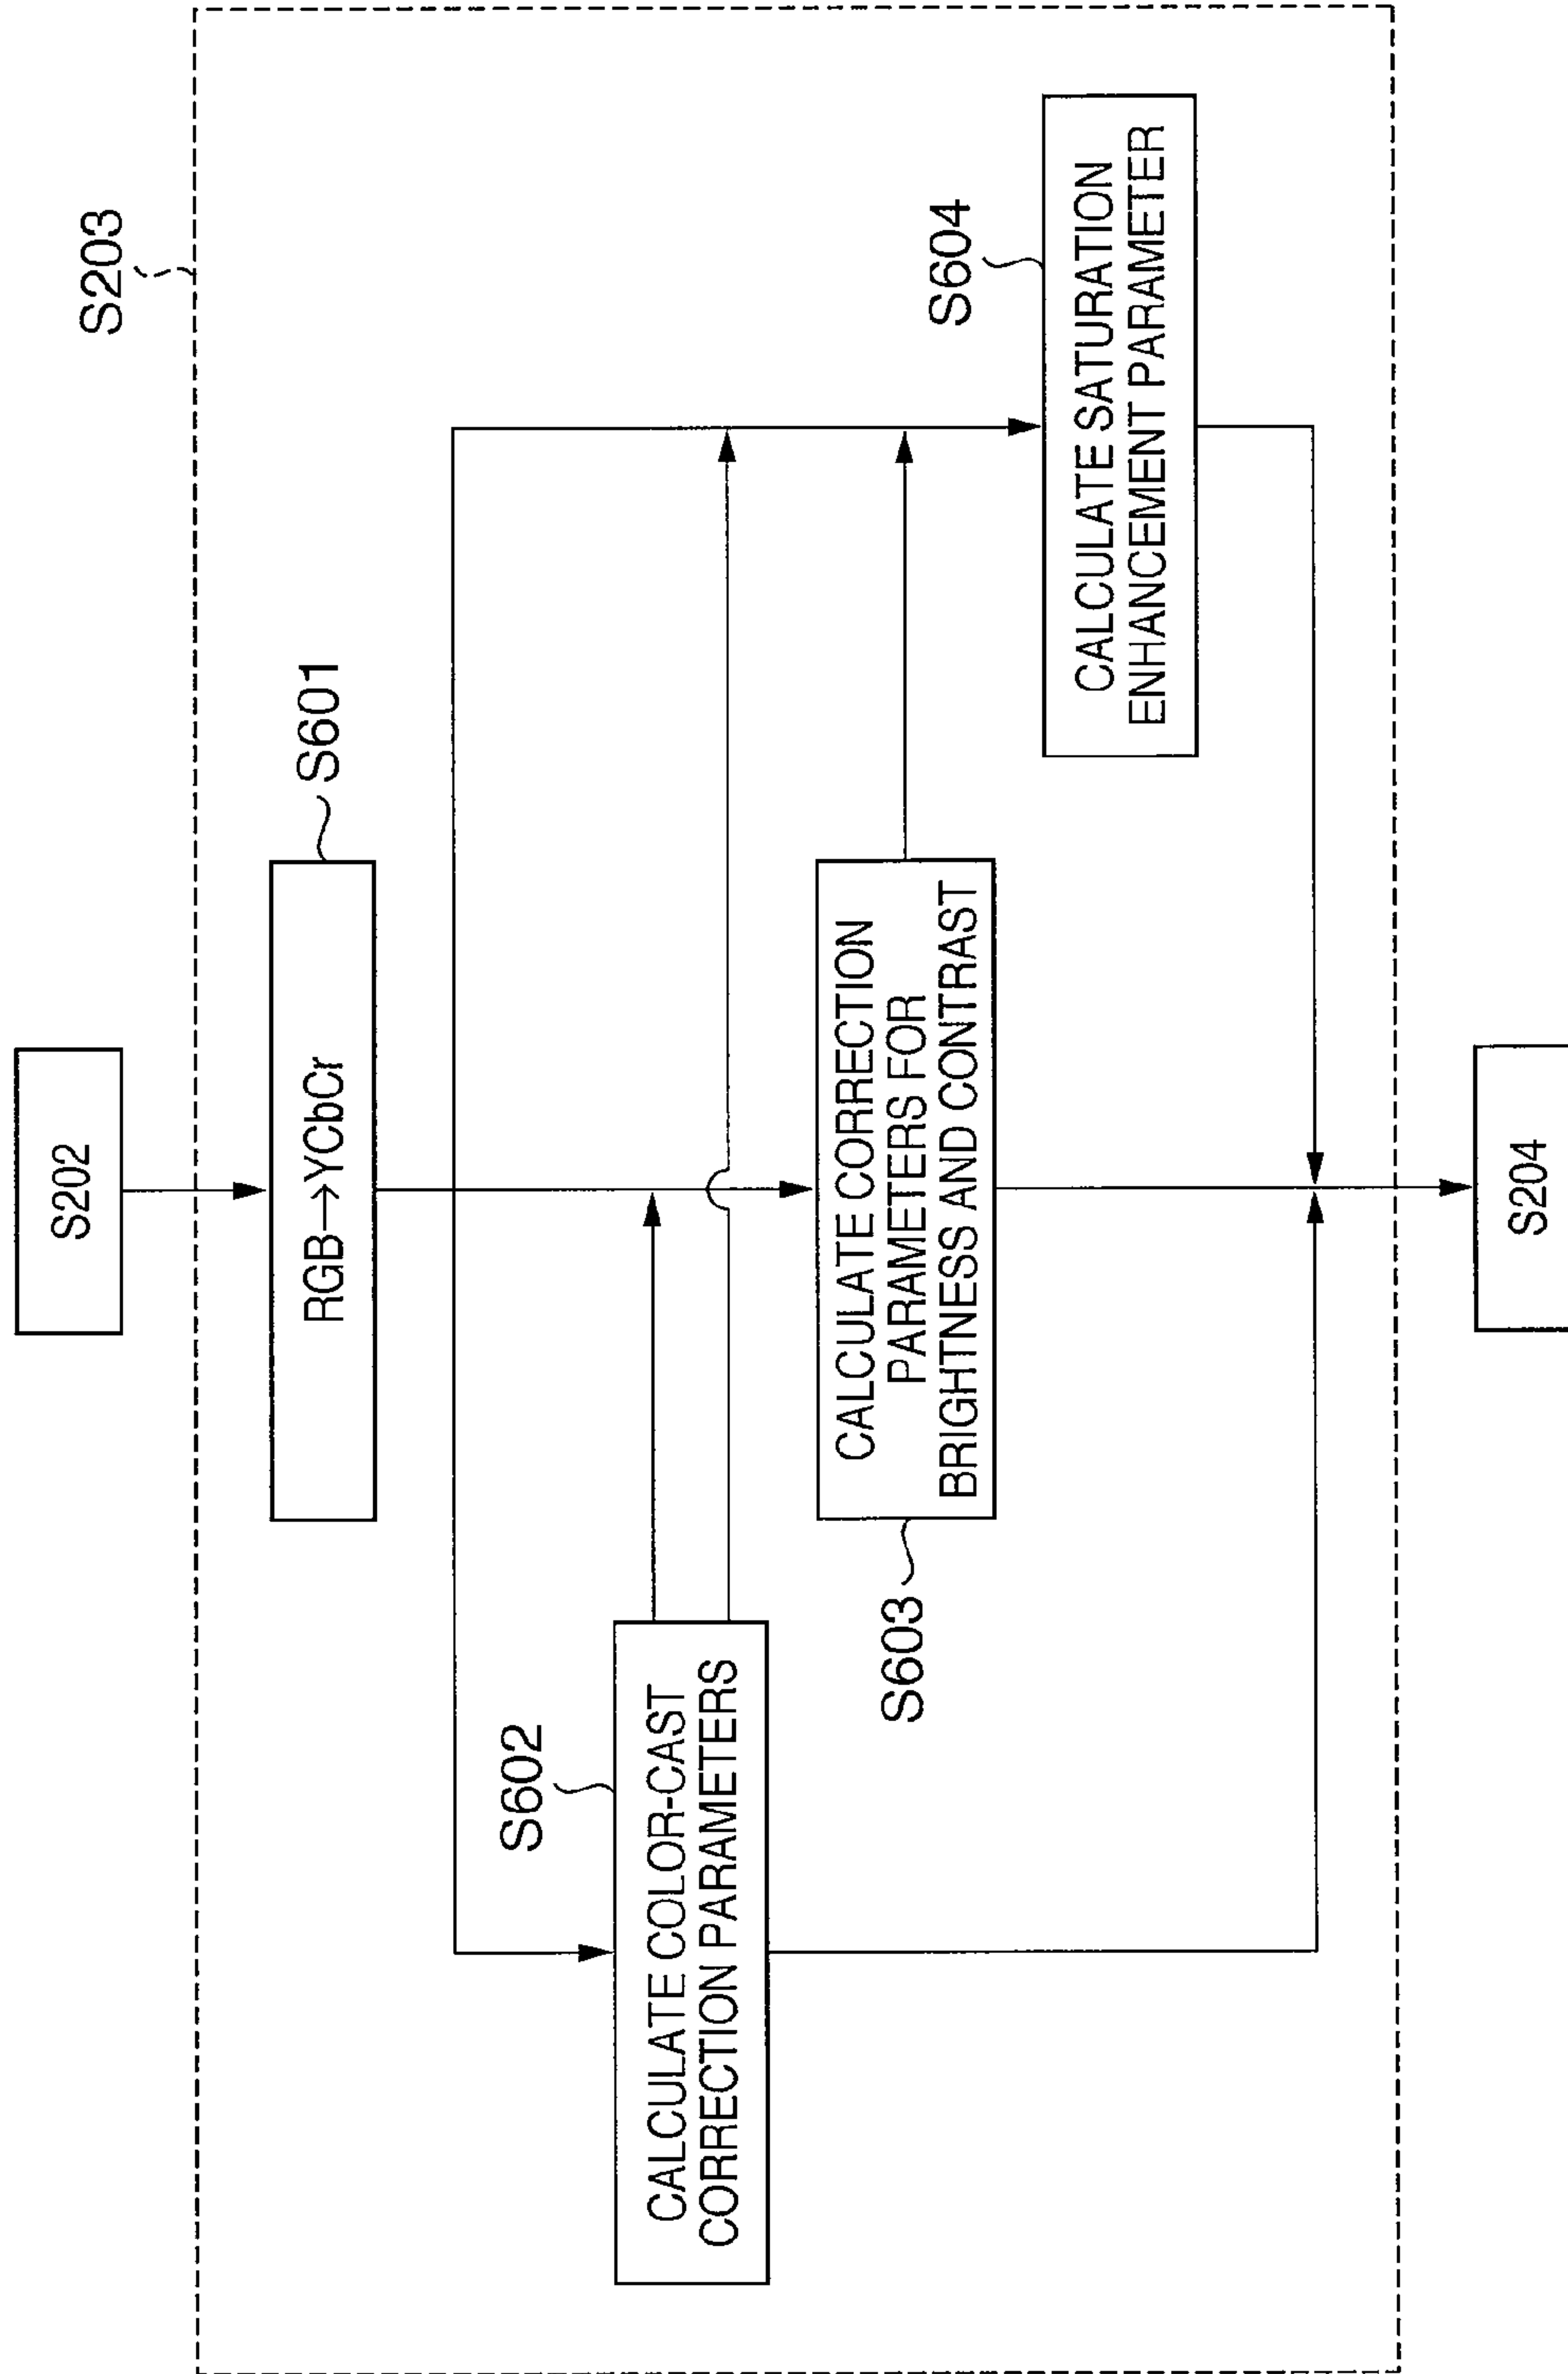 S202
S203
RGB→YCbCr
S601
S602
CALCULATE COLOR-CAST
CORRECTION PARAMETERS
S603
CALCULATE CORRECTION
PARAMETERS FOR
BRIGHTNESS AND CONTRAST
S604
CALCULATE SATURATION
ENHANCEMENT PARAMETER
S204